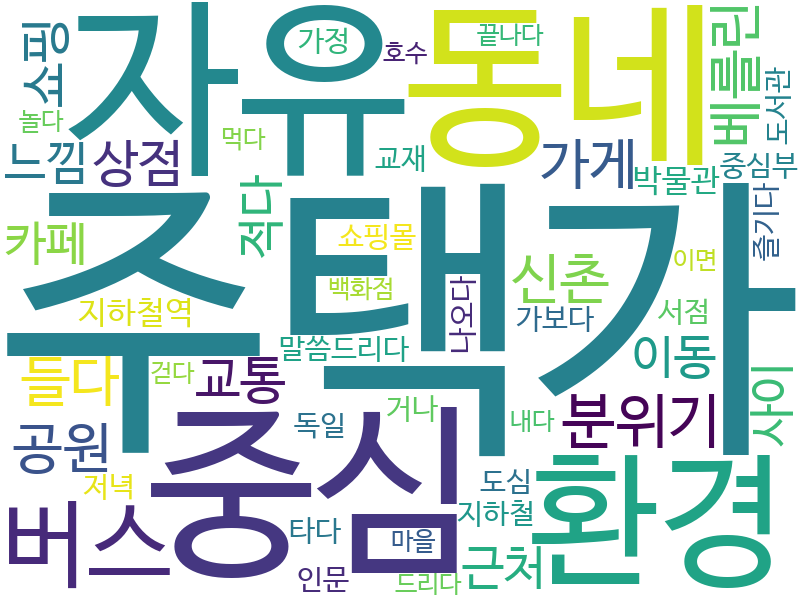 쇼핑
자유
동네
베를린
가정
호수
끝나다
놀다
먹다
교재
도서관
느낌
상점
가게
박물관
중심부
적다
즐기다
카페
쇼핑몰
주택가
신촌
이면
백화점
나오다
지하철역
가보다
서점
말씀드리다
이동
들다
걷다
교통
거나
내다
분위기
사이
공원
독일
중심
환경
저녁
도심
버스
타다
지하철
마을
근처
인문
드리다